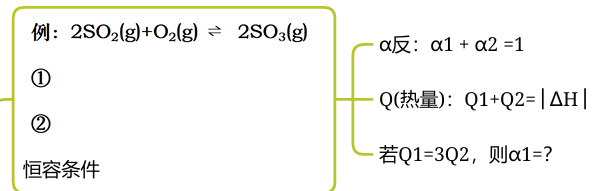 例：2SO₂(g)+O₂(g) ⇌ 2SO₃(g)
①
②
恒容条件
α反：α1 + α2 =1
Q(热量)：Q1+Q2=│ΔH│
若Q1=3Q2，则α1=？